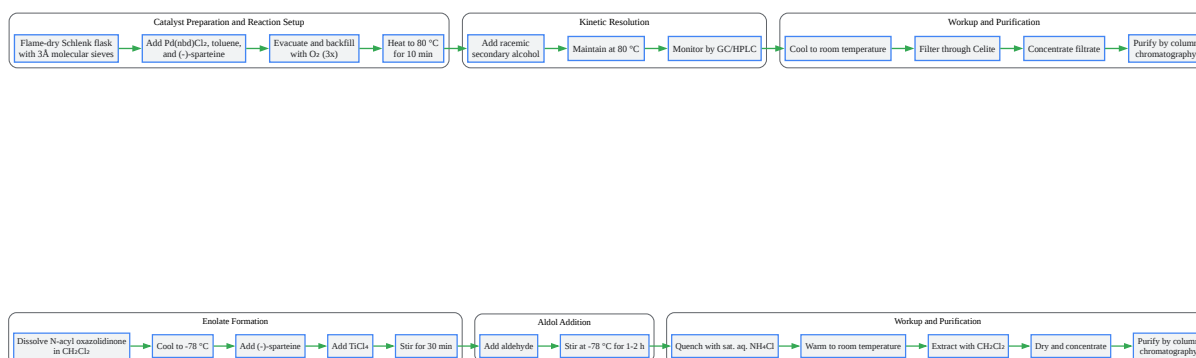 Catalyst Preparation and Reaction Setup
Flame-dry Schlenk flask
with 3Å molecular sieves
Add Pd(nbd)Cl₂, toluene,
and (-)-sparteine
Evacuate and backfill
with O₂ (3x)
Heat to 80 °C
for 10 min
Kinetic Resolution
Add racemic
secondary alcohol
Maintain at 80 °C
Monitor by GC/HPLC
Workup and Purification
Cool to room temperature
Filter through Celite
Concentrate filtrate
Purify by column
chromatography
Enolate Formation
Dissolve N-acyl oxazolidinone
in CH₂Cl₂
Cool to -78 °C
Add (-)-sparteine
Add TiCl₄
Stir for 30 min
Aldol Addition
Add aldehyde
Stir at -78 °C for 1-2 h
Workup and Purification
Quench with sat. aq. NH₄Cl
Warm to room temperature
Extract with CH₂Cl₂
Dry and concentrate
Purify by column
chromatography